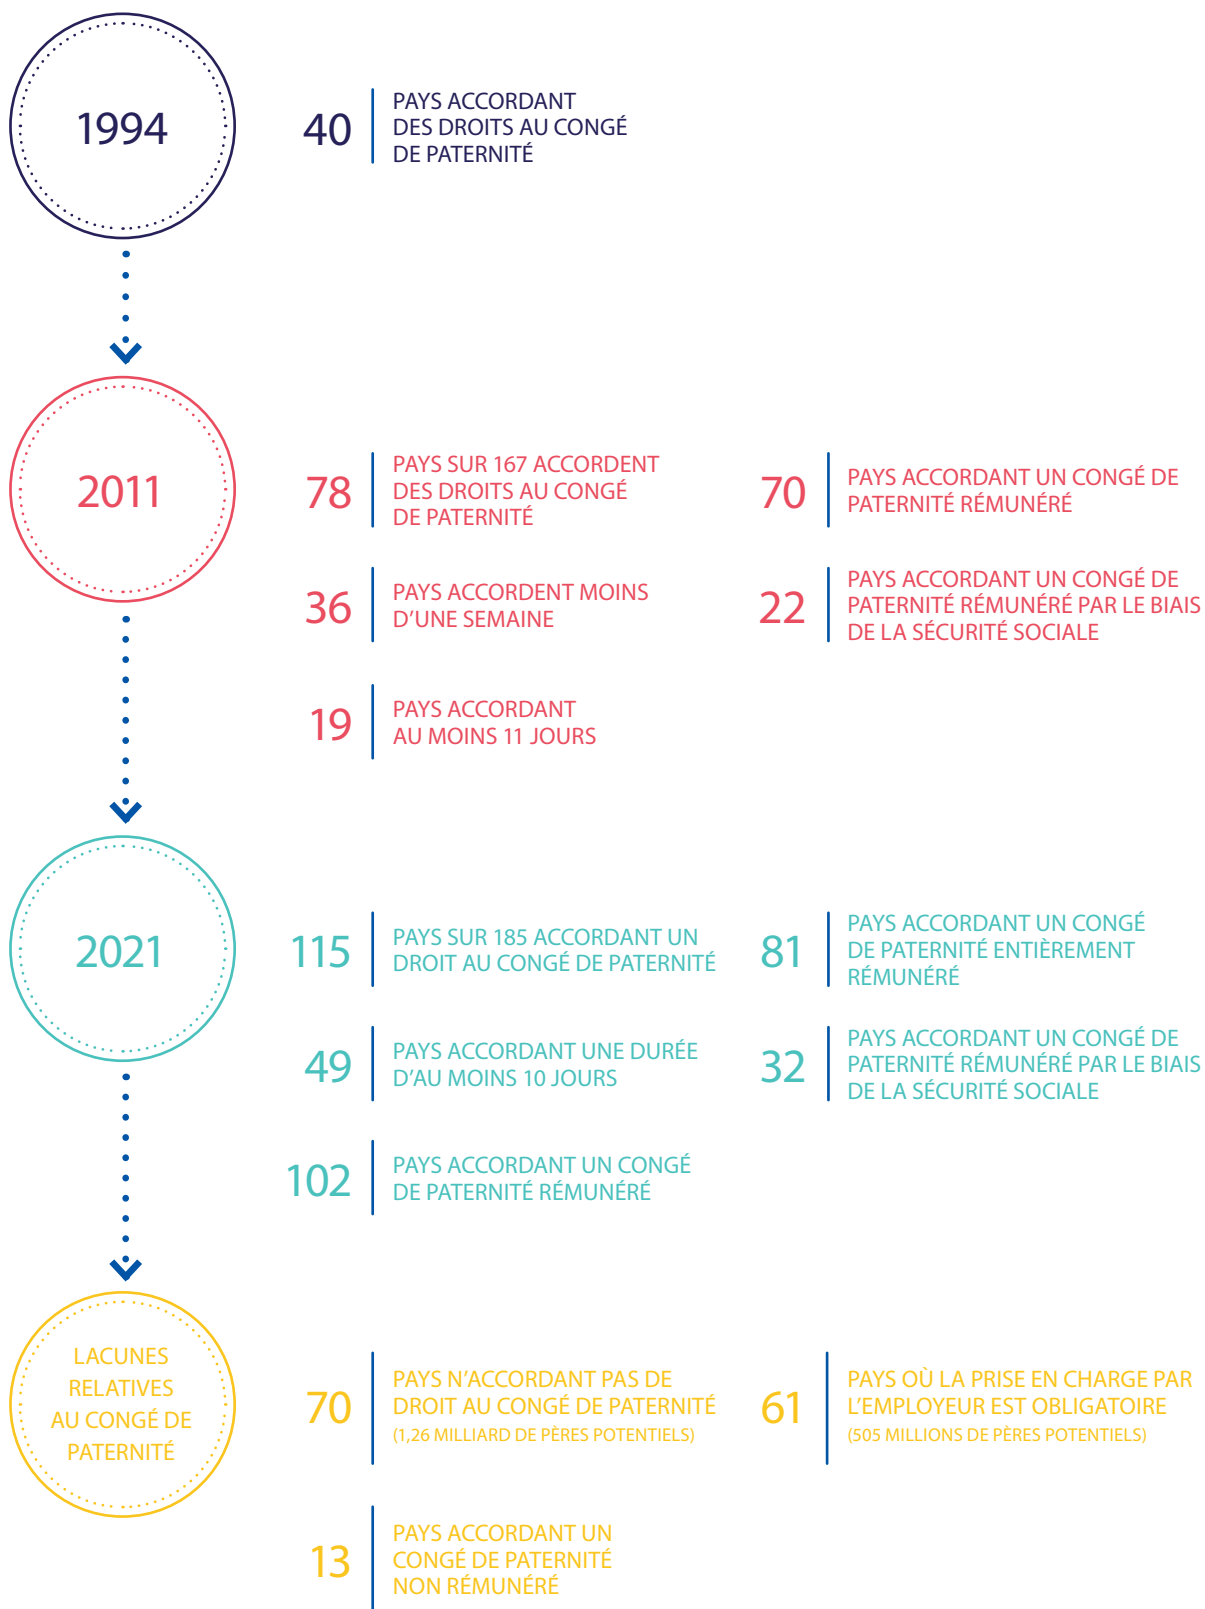 1994
40
PAYS ACCORDANT
DES DROITS AU CONGÉ
DE PATERNITÉ
2011
78
PAYS SUR 167 ACCORDENT
DES DROITS AU CONGÉ
DE PATERNITÉ
70
PAYS ACCORDANT UN CONGÉ DE
PATERNITÉ RÉMUNÉRÉ
36
PAYS ACCORDENT MOINS
D’UNE SEMAINE
22
PAYS ACCORDANT UN CONGÉ DE
PATERNITÉ RÉMUNÉRÉ PAR LE BIAIS
DE LA SÉCURITÉ SOCIALE
19
PAYS ACCORDANT
AU MOINS 11 JOURS
2021
115
PAYS SUR 185 ACCORDANT UN
DROIT AU CONGÉ DE PATERNITÉ
81
PAYS ACCORDANT UN CONGÉ
DE PATERNITÉ ENTIÈREMENT
RÉMUNÉRÉ
49
PAYS ACCORDANT UNE DURÉE
D’AU MOINS 10 JOURS
32
PAYS ACCORDANT UN CONGÉ DE
PATERNITÉ RÉMUNÉRÉ PAR LE BIAIS
DE LA SÉCURITÉ SOCIALE
102
PAYS ACCORDANT UN CONGÉ
DE PATERNITÉ RÉMUNÉRÉ
LACUNES
RELATIVES
AU CONGÉ DE
PATERNITÉ
70
PAYS N’ACCORDANT PAS DE
DROIT AU CONGÉ DE PATERNITÉ
(1,26 MILLIARD DE PÈRES POTENTIELS)
61
PAYS OÙ LA PRISE EN CHARGE PAR
L’EMPLOYEUR EST OBLIGATOIRE
(505 MILLIONS DE PÈRES POTENTIELS)
13
PAYS ACCORDANT UN
CONGÉ DE PATERNITÉ
NON RÉMUNÉRÉ